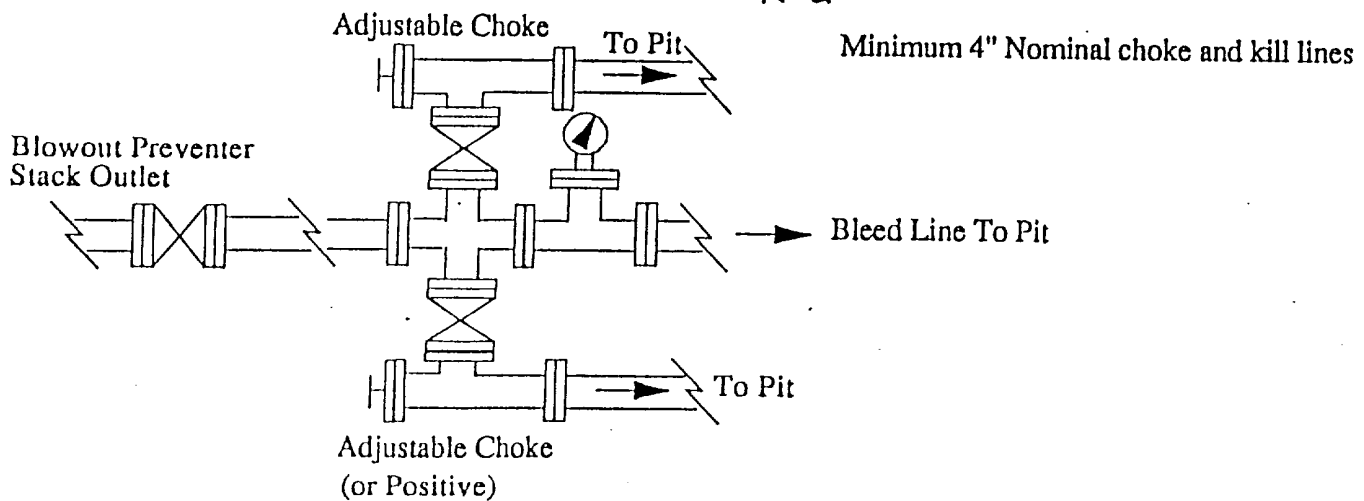 Adjustable Choke
To Pit
Minimum 4" Nominal choke and kill lines
Blowout Preventer
Stack Outlet
Bleed Line To Pit
To Pit
Adjustable Choke
(or Positive)